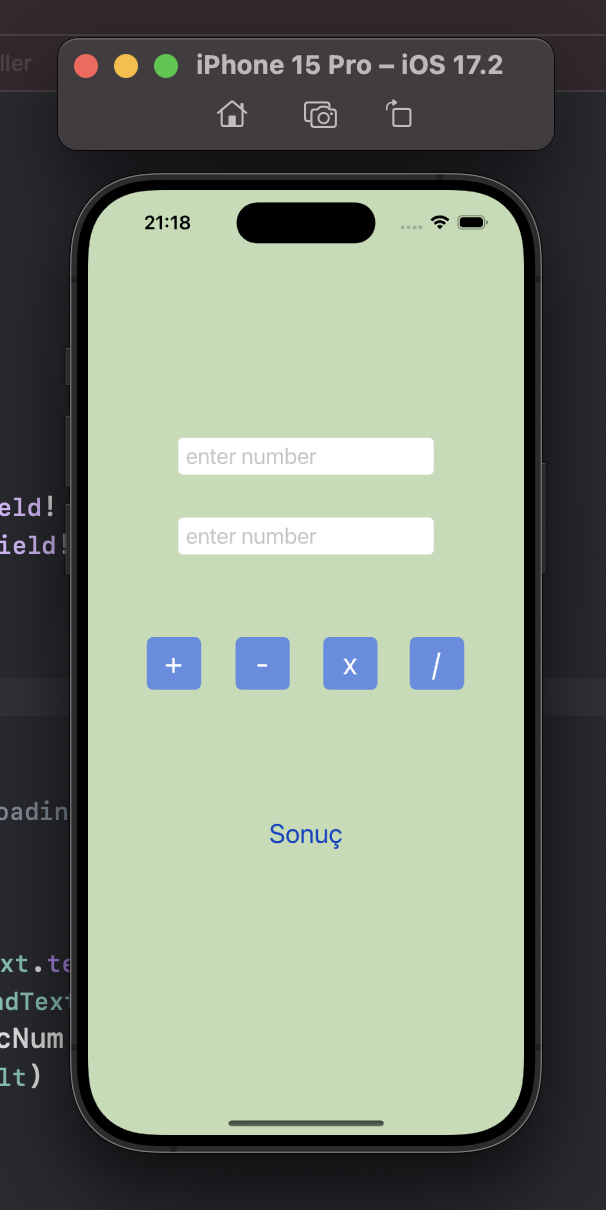 ller
iPhone 15 Pro – iOS 17.2
21:18
enter number
eld!
enter number
ield!
+ - x /
oadin
Sonuç
xt.te
ndText
cNum
lt)